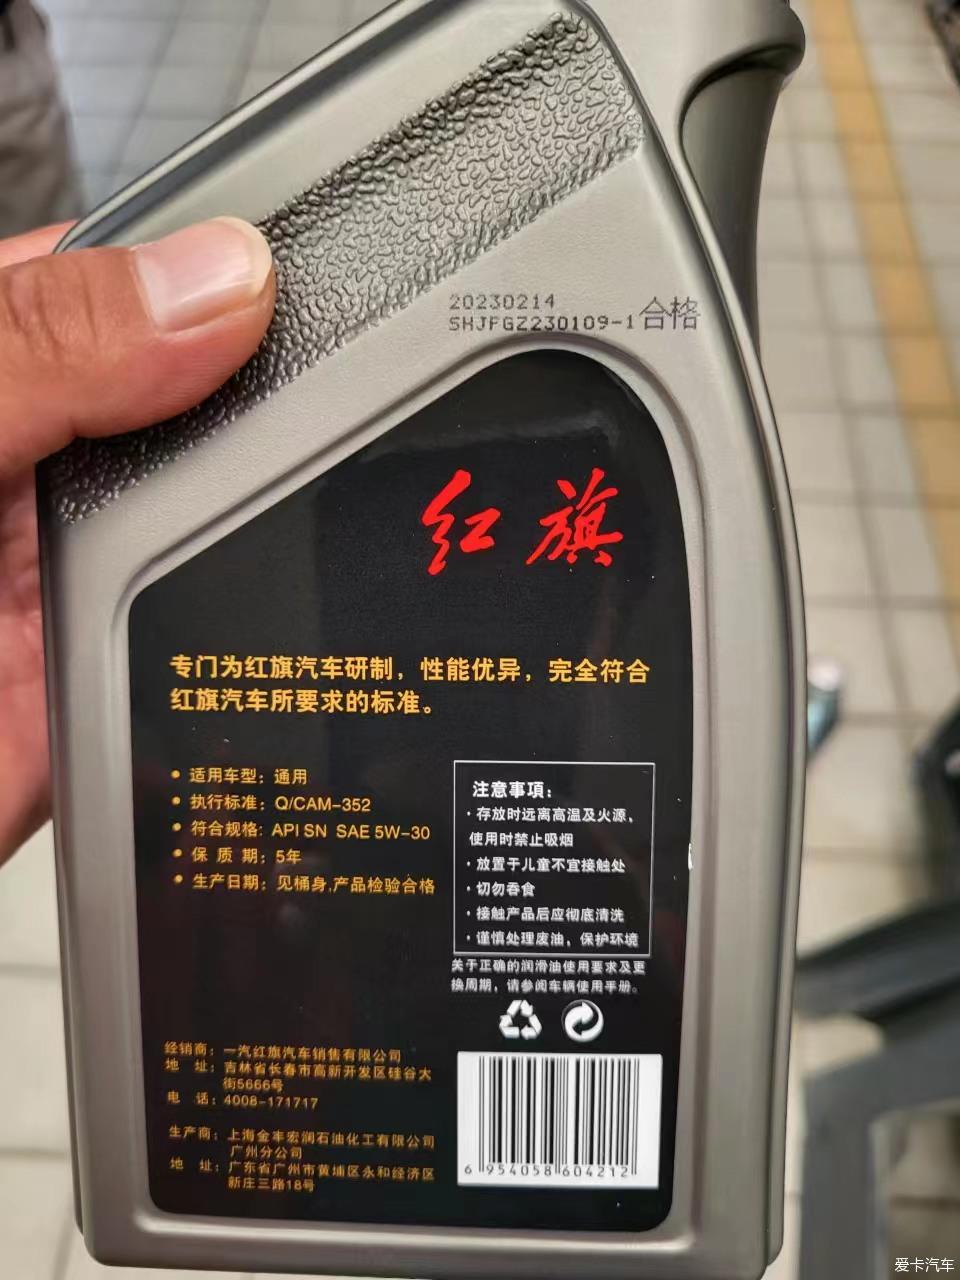 20230214
SHJFGZ230109-1合格
红旗
专门为红旗汽车研制，性能优异，完全符合
红旗汽车所要求的标准。
• 适用车型：通用
• 执行标准：Q/CAM-352
• 符合规格：API SN SAE 5W-30
• 保 质 期：5年
• 生产日期：见桶身,产品检验合格
注意事項：
·存放时远离高温及火源，
使用时禁止吸烟
·放置于儿童不宜接触处
·切勿吞食
·接触产品后应彻底清洗
·谨慎处理废油，保护环境
关于正确的润滑油使用要求及更
换周期，请参阅车辆使用手册。
经销商：一汽红旗汽车销售有限公司
地 址：吉林省长春市高新开发区硅谷大
街5666号
电 话：4008-171717
生产商：上海金丰宏润石油化工有限公司
广州分公司
地 址：广东省广州市黄埔区永和经济区
新庄三路18号
6 954058 604212
爱卡汽车